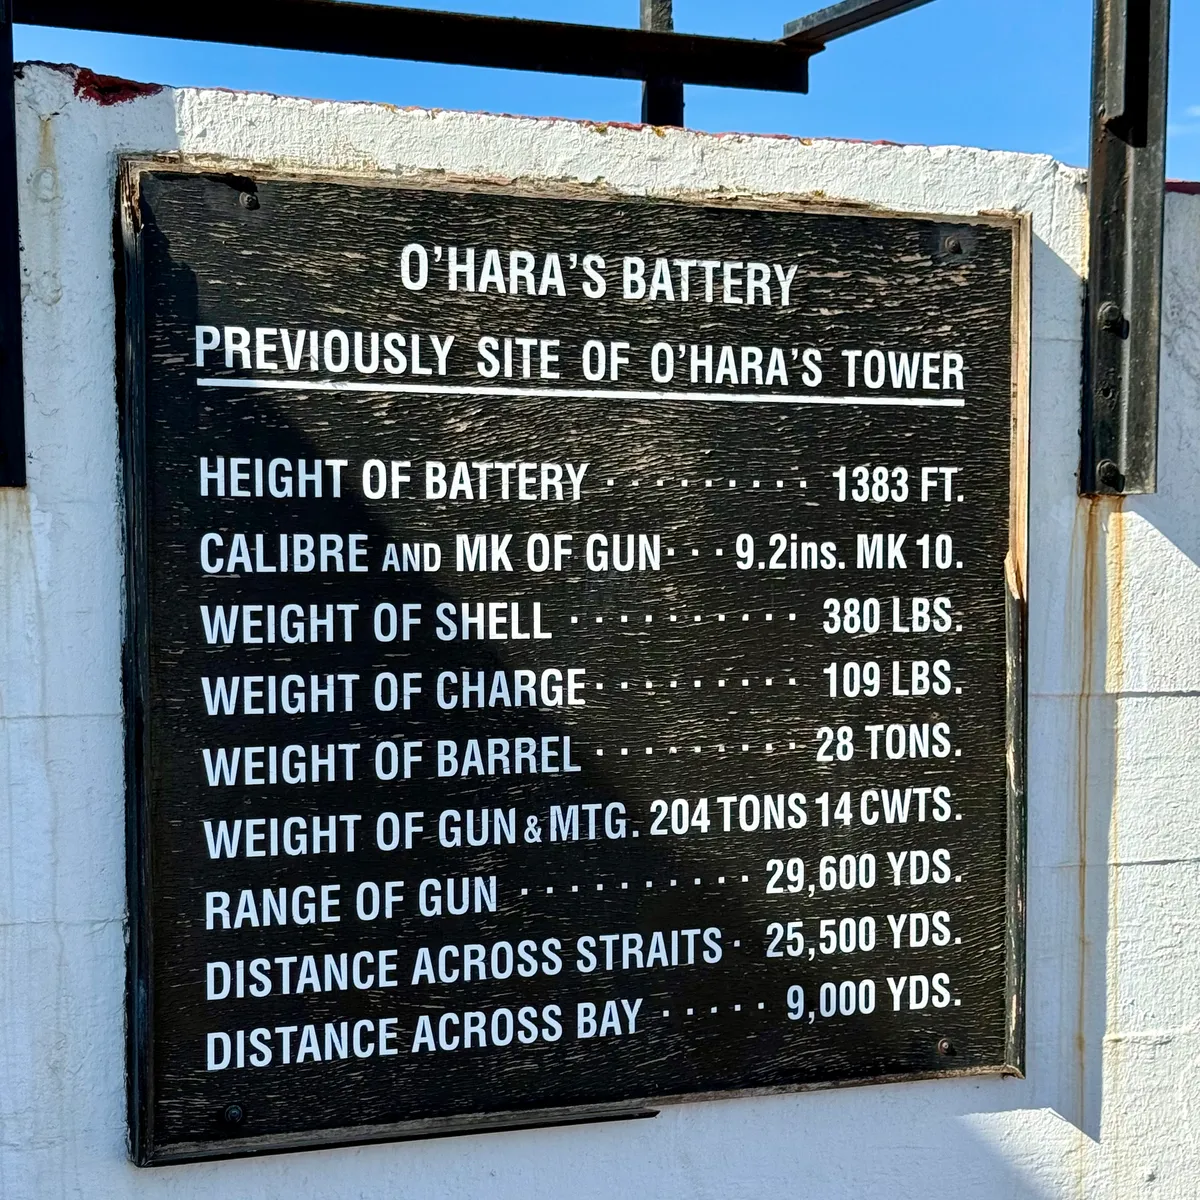 O'HARA'S BATTERY
PREVIOUSLY SITE OF O'HARA'S TOWER
HEIGHT OF BATTERY ········· 1383 FT.
CALIBRE AND MK OF GUN··· 9.2ins. MK 10.
WEIGHT OF SHELL ·········· 380 LBS.
WEIGHT OF CHARGE·········· 109 LBS.
WEIGHT OF BARREL ·········· 28 TONS.
WEIGHT OF GUN & MTG. 204 TONS 14 CWTS.
RANGE OF GUN ·········· 29,600 YDS.
DISTANCE ACROSS STRAITS · 25,500 YDS.
DISTANCE ACROSS BAY ····· 9,000 YDS.